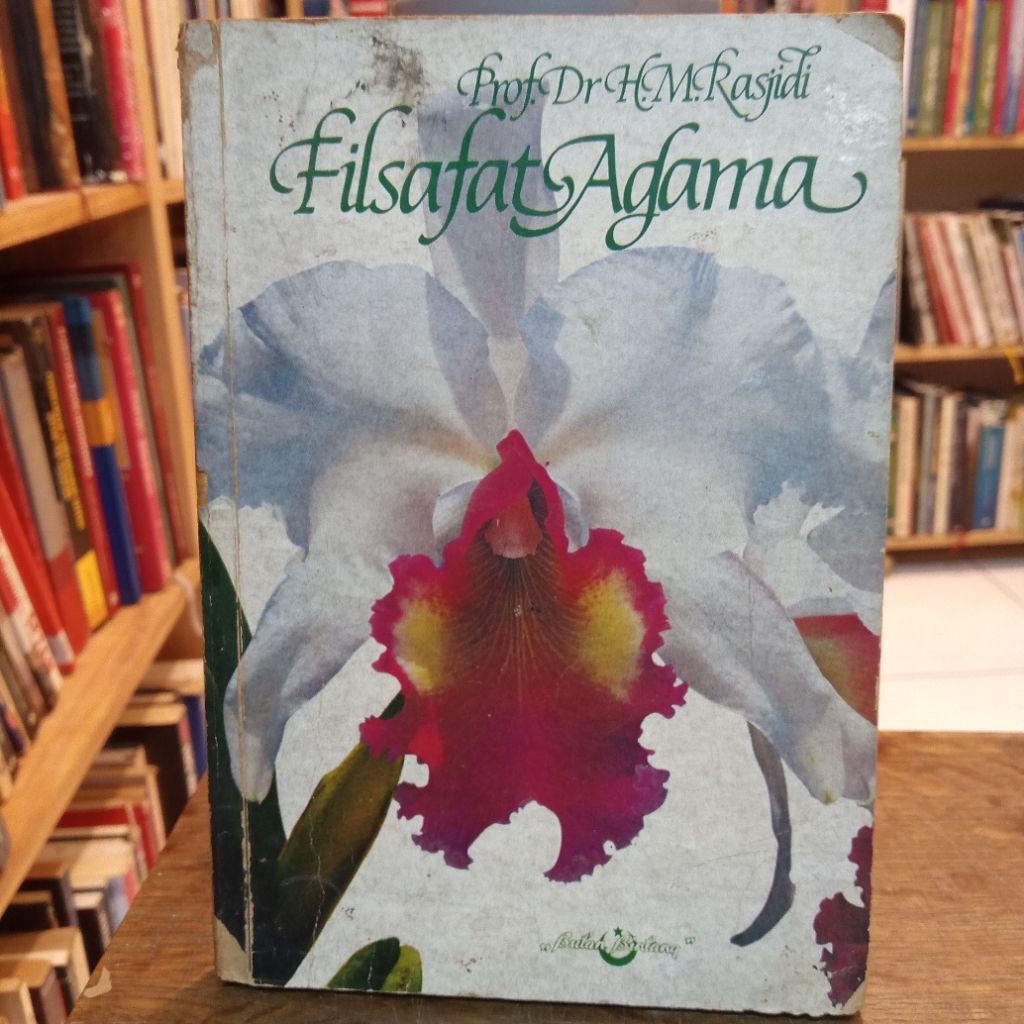 Prof. Dr H.M. Rasjidi
Filsafat Agama
"Bulan Bintang"